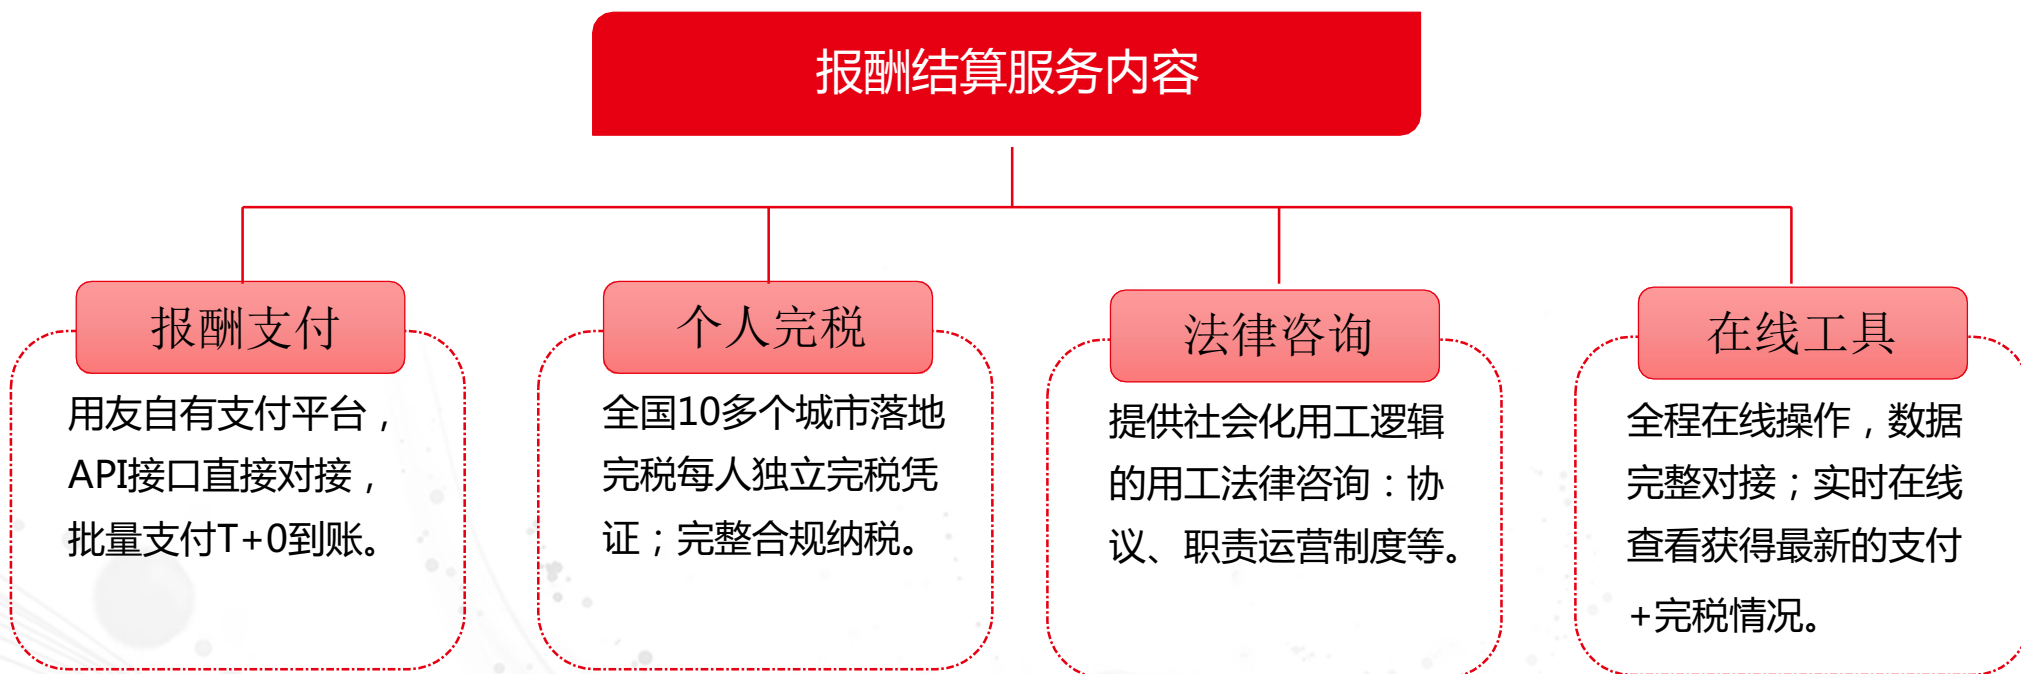 报酬结算服务内容
报酬支付
用友自有支付平台，
API接口直接对接，
批量支付T+0到账。
个人完税
全国10多个城市落地
完税每人独立完税凭
证；完整合规纳税。
法律咨询
提供社会化用工逻辑
的用工法律咨询：协
议、职责运营制度等。
在线工具
全程在线操作，数据
完整对接；实时在线
查看获得最新的支付
+完税情况。